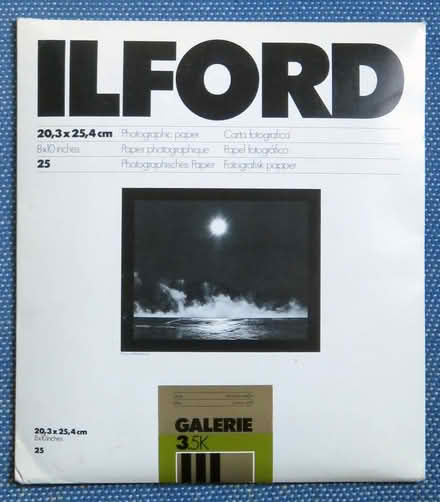 ILFORD
20,3 x 25,4 cm Photographic paper Carta fotografica
8x10 inches Papier photographique Papel fotográfico
25 Photographisches Papier Fotografisk papper
GALERIE
3.5K
20,3 x 25,4 cm
8x10 inches
25